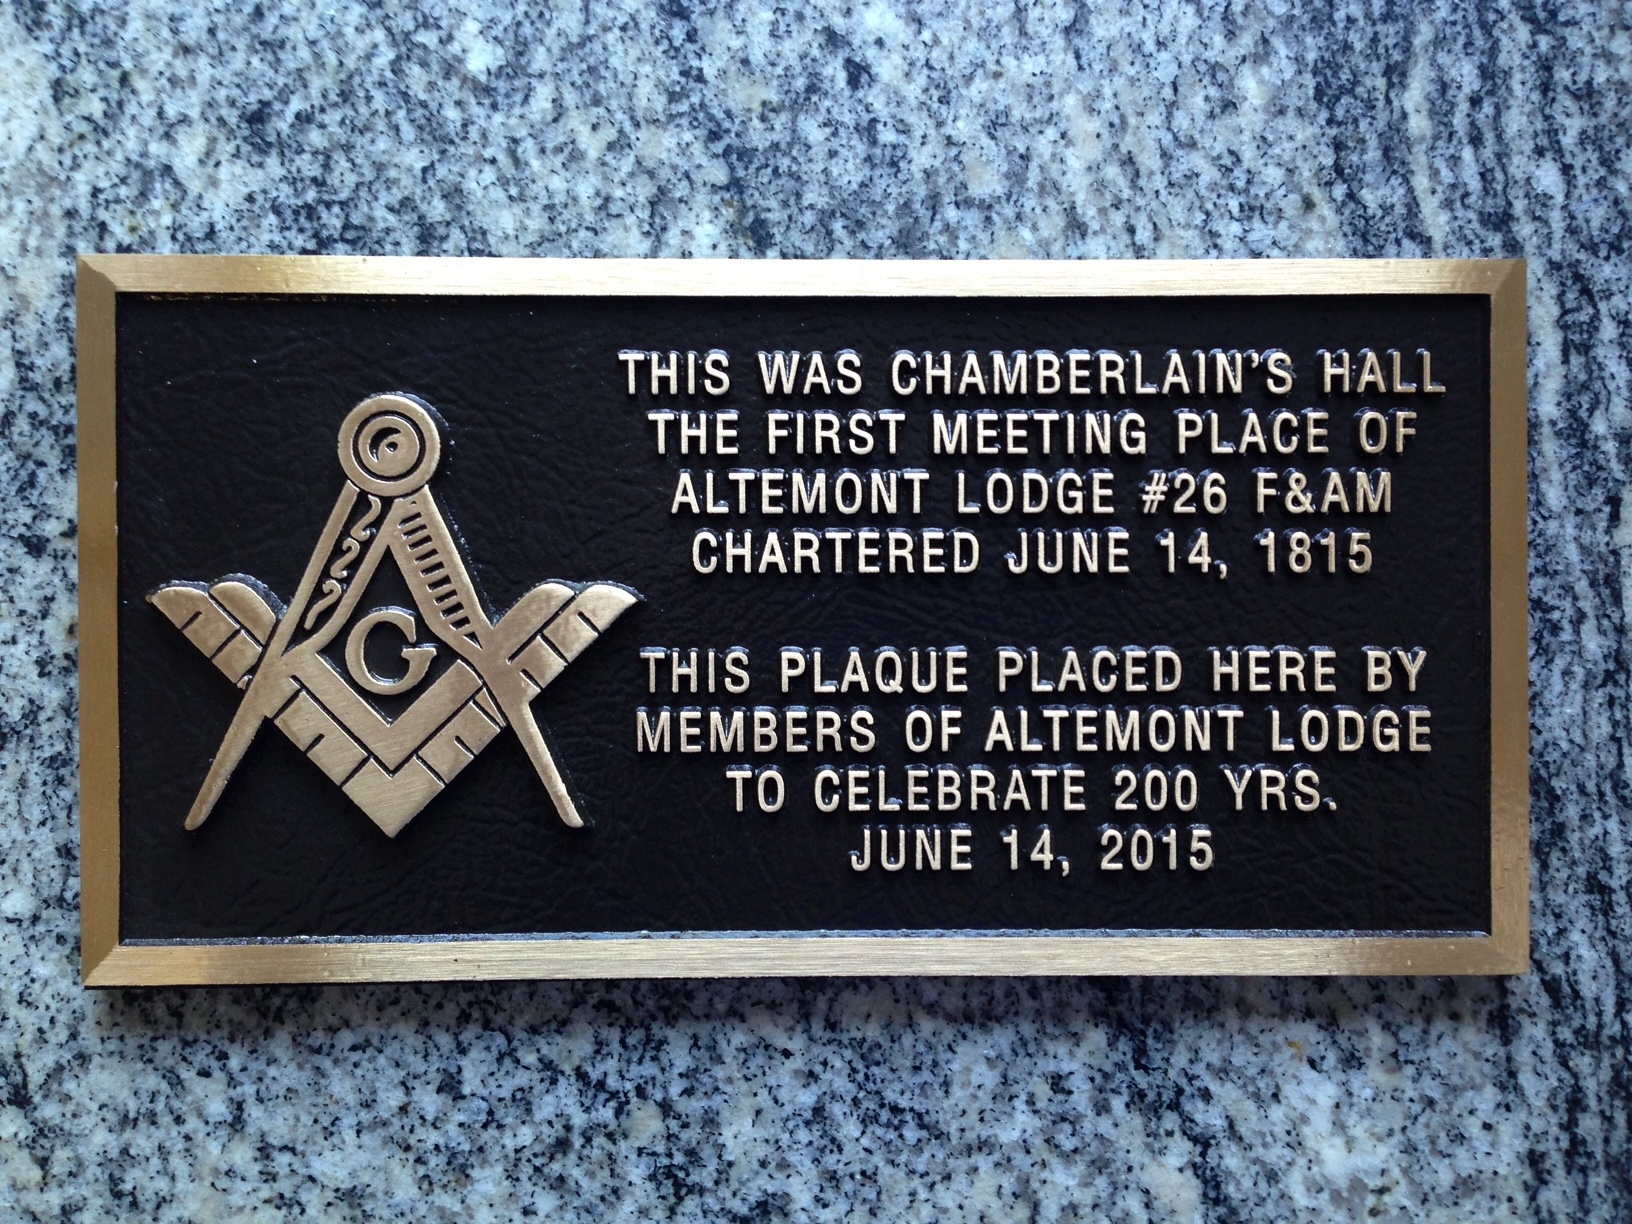 G
THIS WAS CHAMBERLAIN'S HALL
THE FIRST MEETING PLACE OF
ALTEMONT LODGE #26 F&AM
CHARTERED JUNE 14, 1815
THIS PLAQUE PLACED HERE BY
MEMBERS OF ALTEMONT LODGE
TO CELEBRATE 200 YRS.
JUNE 14, 2015